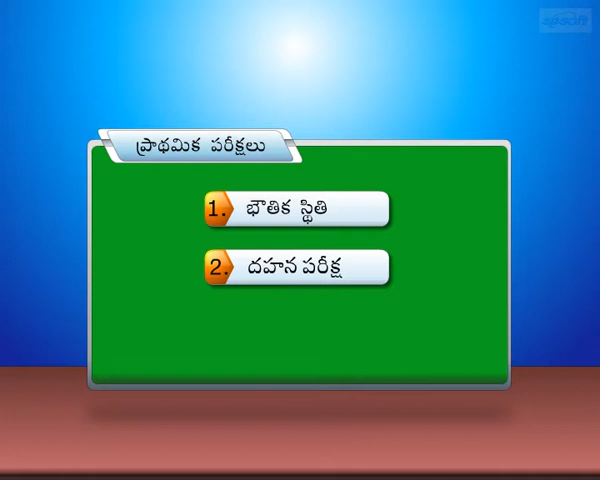 ప్రాథమిక పరీక్షలు
1. భౌతిక స్థితి
2. దహన పరీక్ష